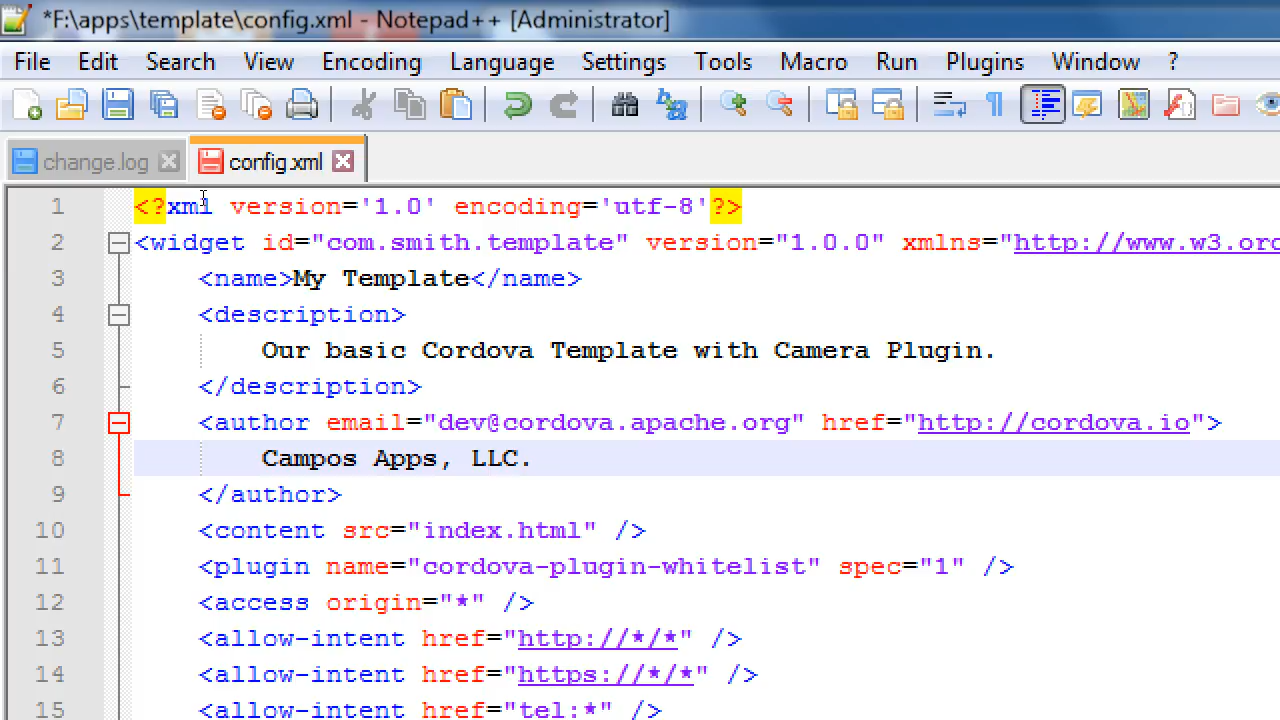 *F:\apps\template\config.xml - Notepad++ [Administrator]
File Edit Search View Encoding Language Settings Tools Macro Run Plugins Window ?
change.log config.xml
1 <?xml version='1.0' encoding='utf-8'?>
2 <widget id="com.smith.template" version="1.0.0" xmlns="http://www.w3.org
3 <name>My Template</name>
4 <description>
5 Our basic Cordova Template with Camera Plugin.
6 </description>
7 <author email="dev@cordova.apache.org" href="http://cordova.io">
8 Campos Apps, LLC.
9 </author>
10 <content src="index.html" />
11 <plugin name="cordova-plugin-whitelist" spec="1" />
12 <access origin="*" />
13 <allow-intent href="http://*/*" />
14 <allow-intent href="https://*/*" />
15 <allow-intent href="tel:*" />